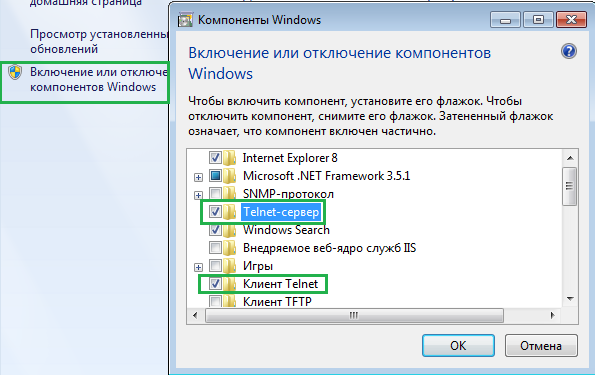 домашняя страница
Просмотр установленны
обновлений
Включение или отключе
компонентов Windows
Компоненты Windows
Включение или отключение компонентов
Windows
Чтобы включить компонент, установите его флажок. Чтобы
отключить компонент, снимите его флажок. Затененный флажок
означает, что компонент включен частично.
Internet Explorer 8
Microsoft .NET Framework 3.5.1
SNMP-протокол
Telnet-сервер
Windows Search
Внедряемое веб-ядро служб IIS
Игры
Клиент Telnet
Клиент TFTP
OK
Отмена